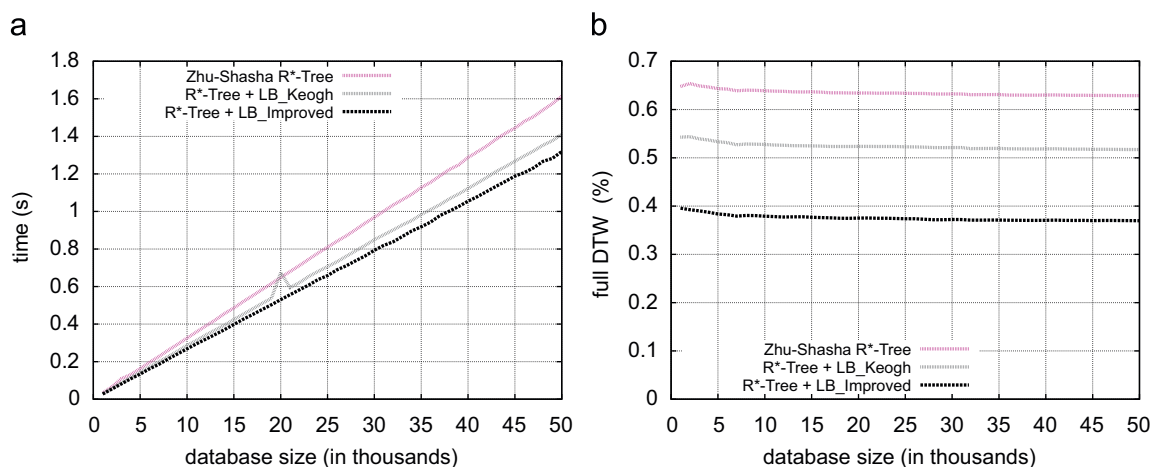 a
1.8
1.6
1.4
1.2
1
0.8
0.6
0.4
0.2
0
time (s)
Zhu-Shasha R*-Tree
R*-Tree + LB_Keogh
R*-Tree + LB_Improved
0 5 10 15 20 25 30 35 40 45 50
database size (in thousands)
b
0.7
0.6
0.5
0.4
0.3
0.2
0.1
0
full DTW (%)
Zhu-Shasha R*-Tree
R*-Tree + LB_Keogh
R*-Tree + LB_Improved
0 5 10 15 20 25 30 35 40 45 50
database size (in thousands)